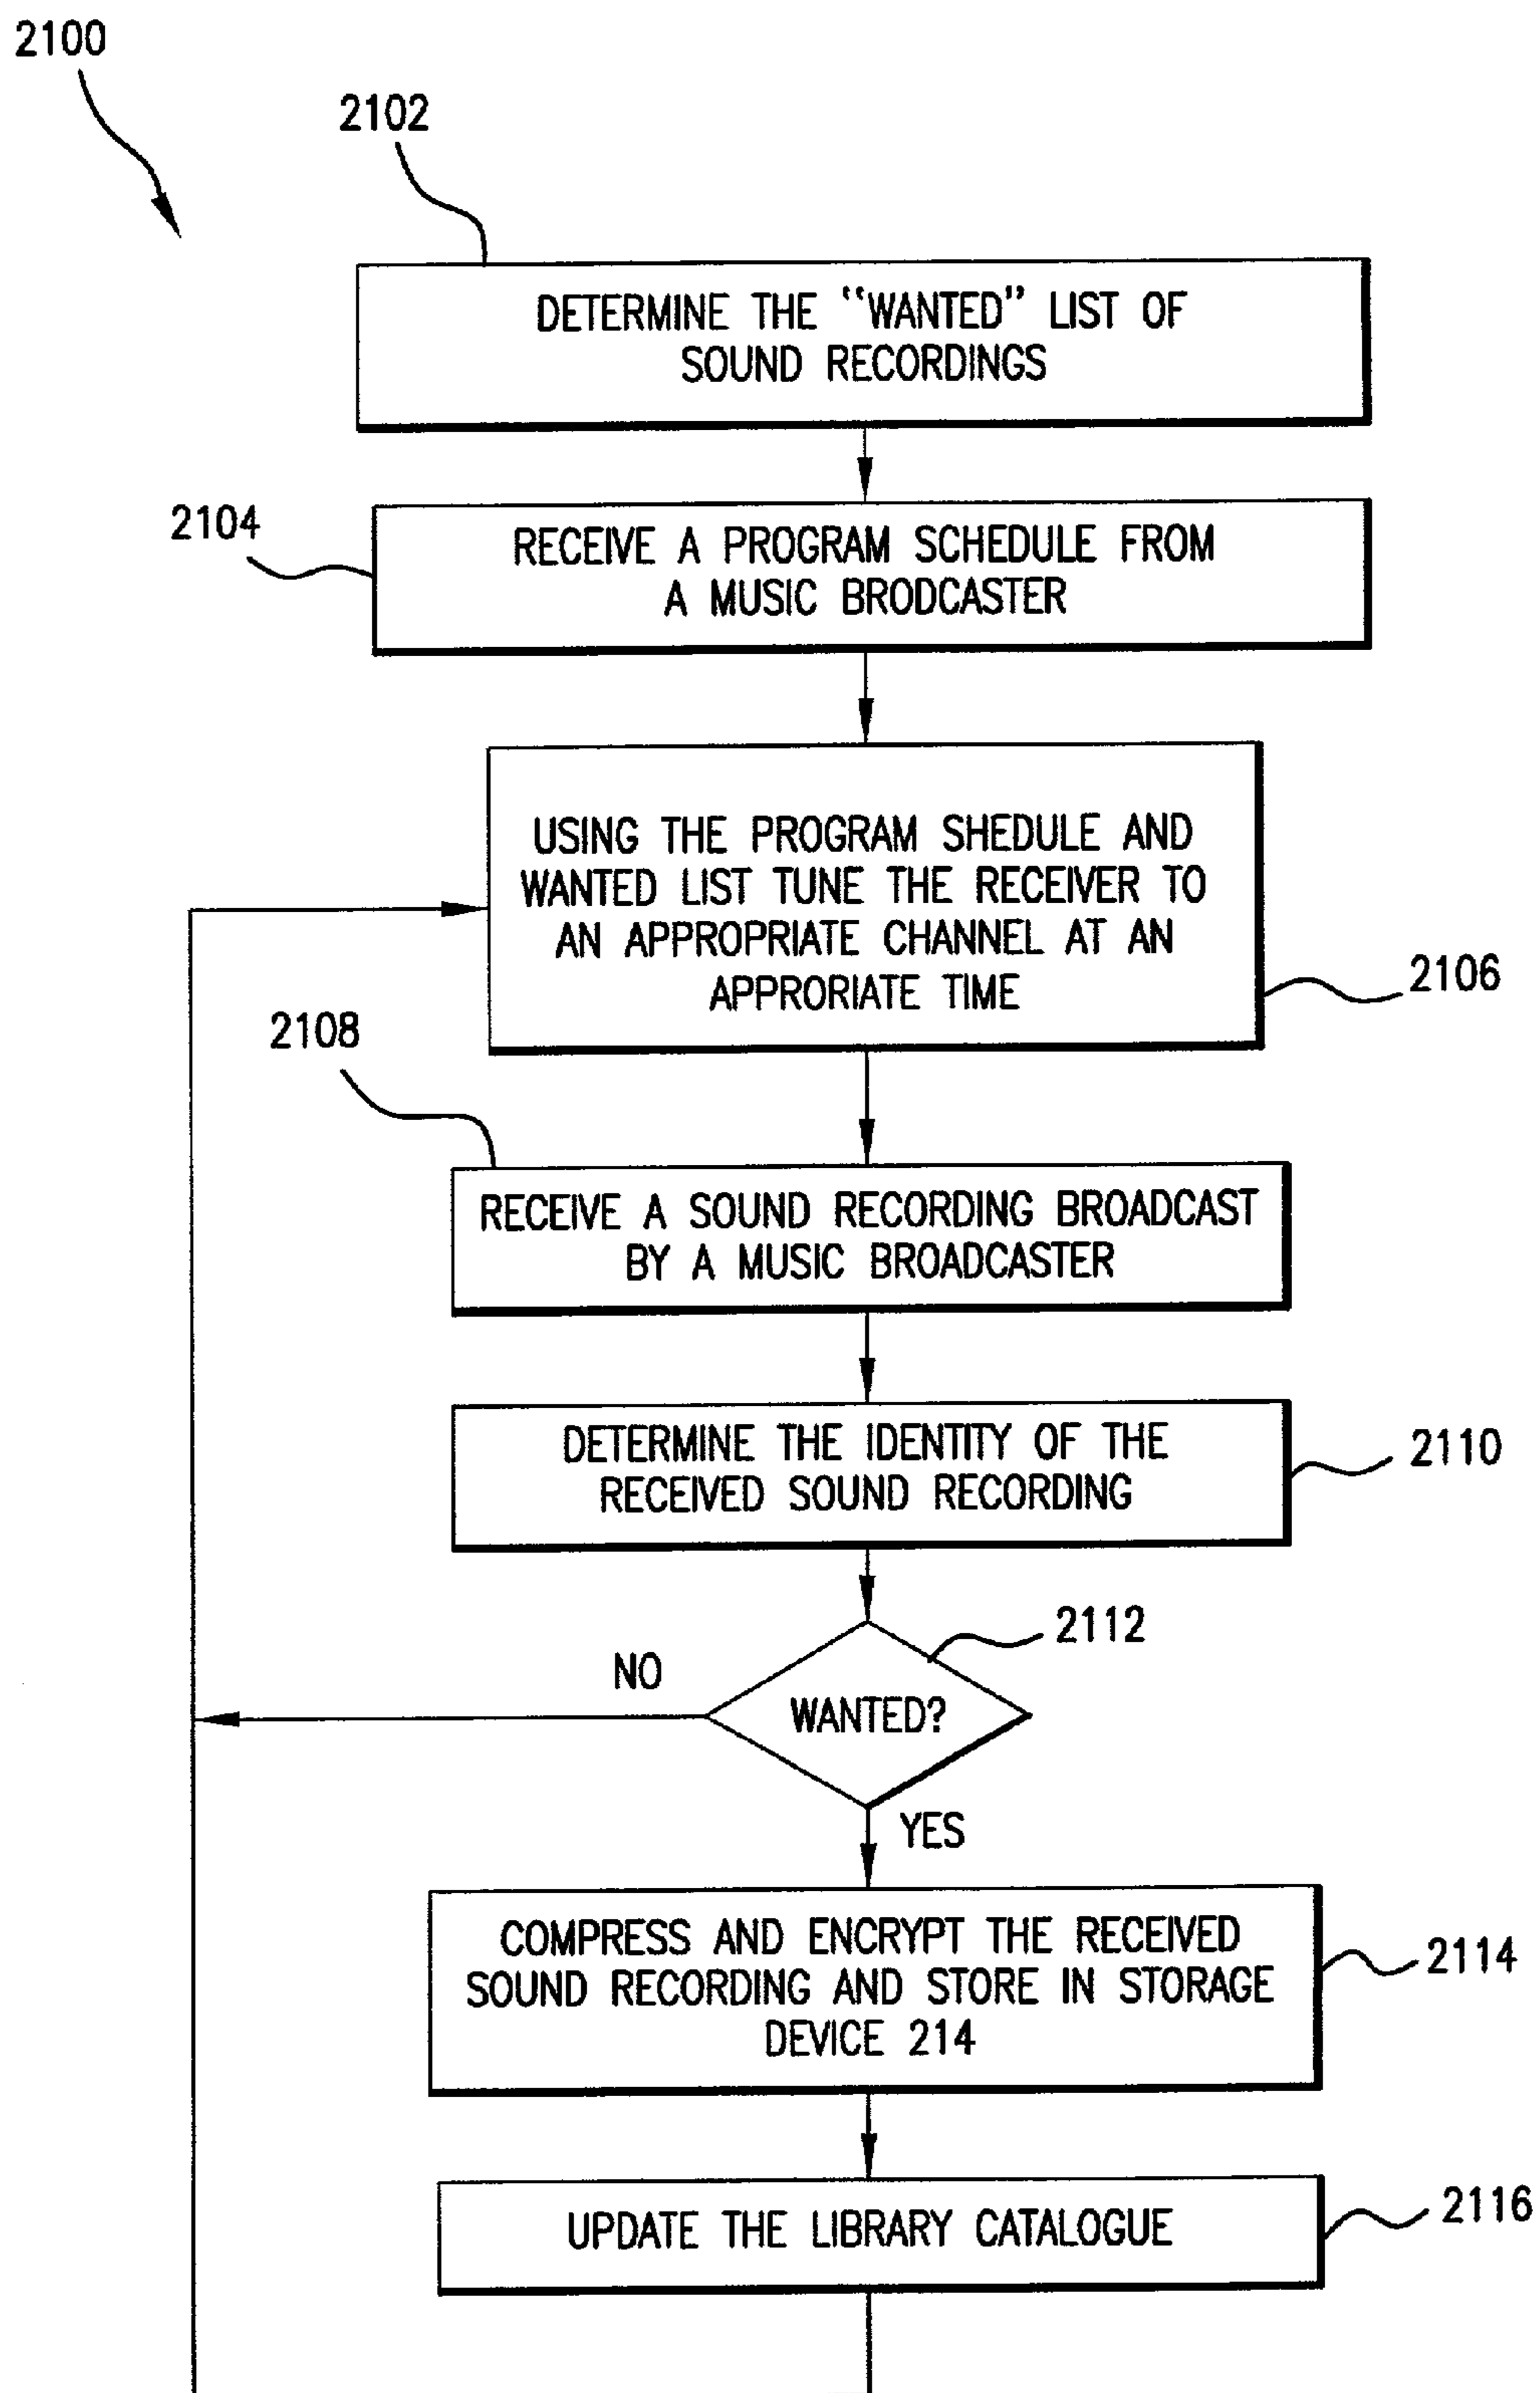 2100
2102
DETERMINE THE "WANTED" LIST OF
SOUND RECORDINGS
2104
RECEIVE A PROGRAM SCHEDULE FROM
A MUSIC BRODCASTER
USING THE PROGRAM SHEDULE AND
WANTED LIST TUNE THE RECEIVER TO
AN APPROPRIATE CHANNEL AT AN
APPRORIATE TIME
2106
2108
RECEIVE A SOUND RECORDING BROADCAST
BY A MUSIC BROADCASTER
DETERMINE THE IDENTITY OF THE
RECEIVED SOUND RECORDING
2110
2112
NO
WANTED?
YES
COMPRESS AND ENCRYPT THE RECEIVED
SOUND RECORDING AND STORE IN STORAGE
DEVICE 214
2114
UPDATE THE LIBRARY CATALOGUE
2116